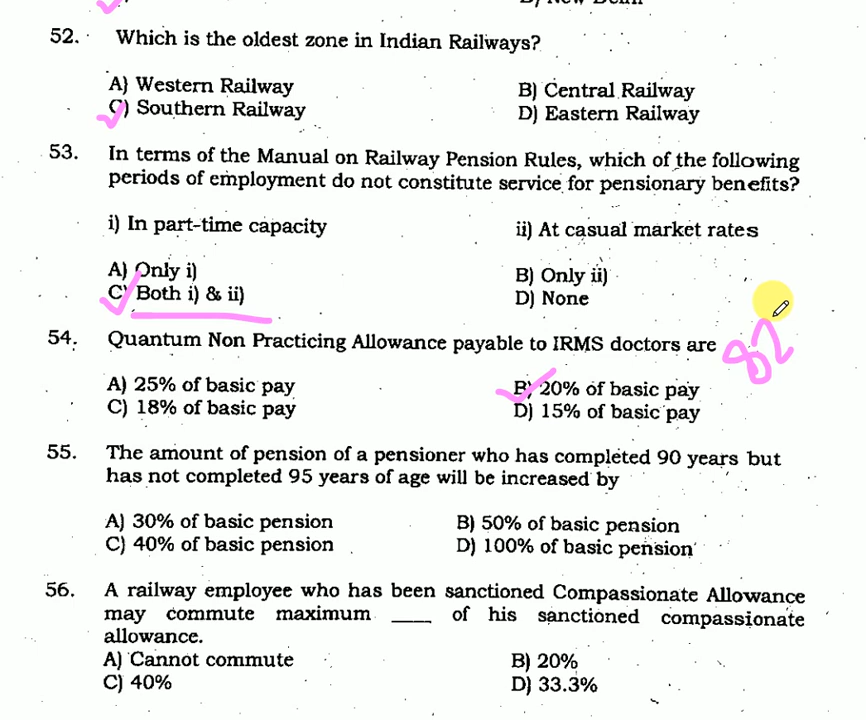 D) New Delhi
52. Which is the oldest zone in Indian Railways?
A) Western Railway B) Central Railway
C) Southern Railway D) Eastern Railway
53. In terms of the Manual on Railway Pension Rules, which of the following
periods of employment do not constitute service for pensionary benefits?
i) In part-time capacity ii) At casual market rates
A) Only i) B) Only ii)
C) Both i) & ii) D) None
54. Quantum Non Practicing Allowance payable to IRMS doctors are 82
A) 25% of basic pay B) 20% of basic pay
C) 18% of basic pay D) 15% of basic pay
55. The amount of pension of a pensioner who has completed 90 years but
has not completed 95 years of age will be increased by
A) 30% of basic pension B) 50% of basic pension
C) 40% of basic pension D) 100% of basic pension
56. A railway employee who has been sanctioned Compassionate Allowance
may commute maximum ____ of his sanctioned compassionate
allowance.
A) Cannot commute B) 20%
C) 40% D) 33.3%